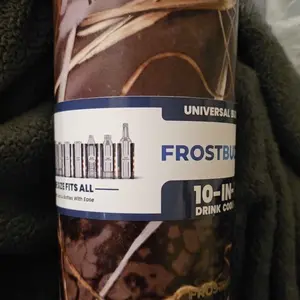 UNIVERSAL
FROSTBU
SIZE FITS ALL
10-IN-
DRINK COO